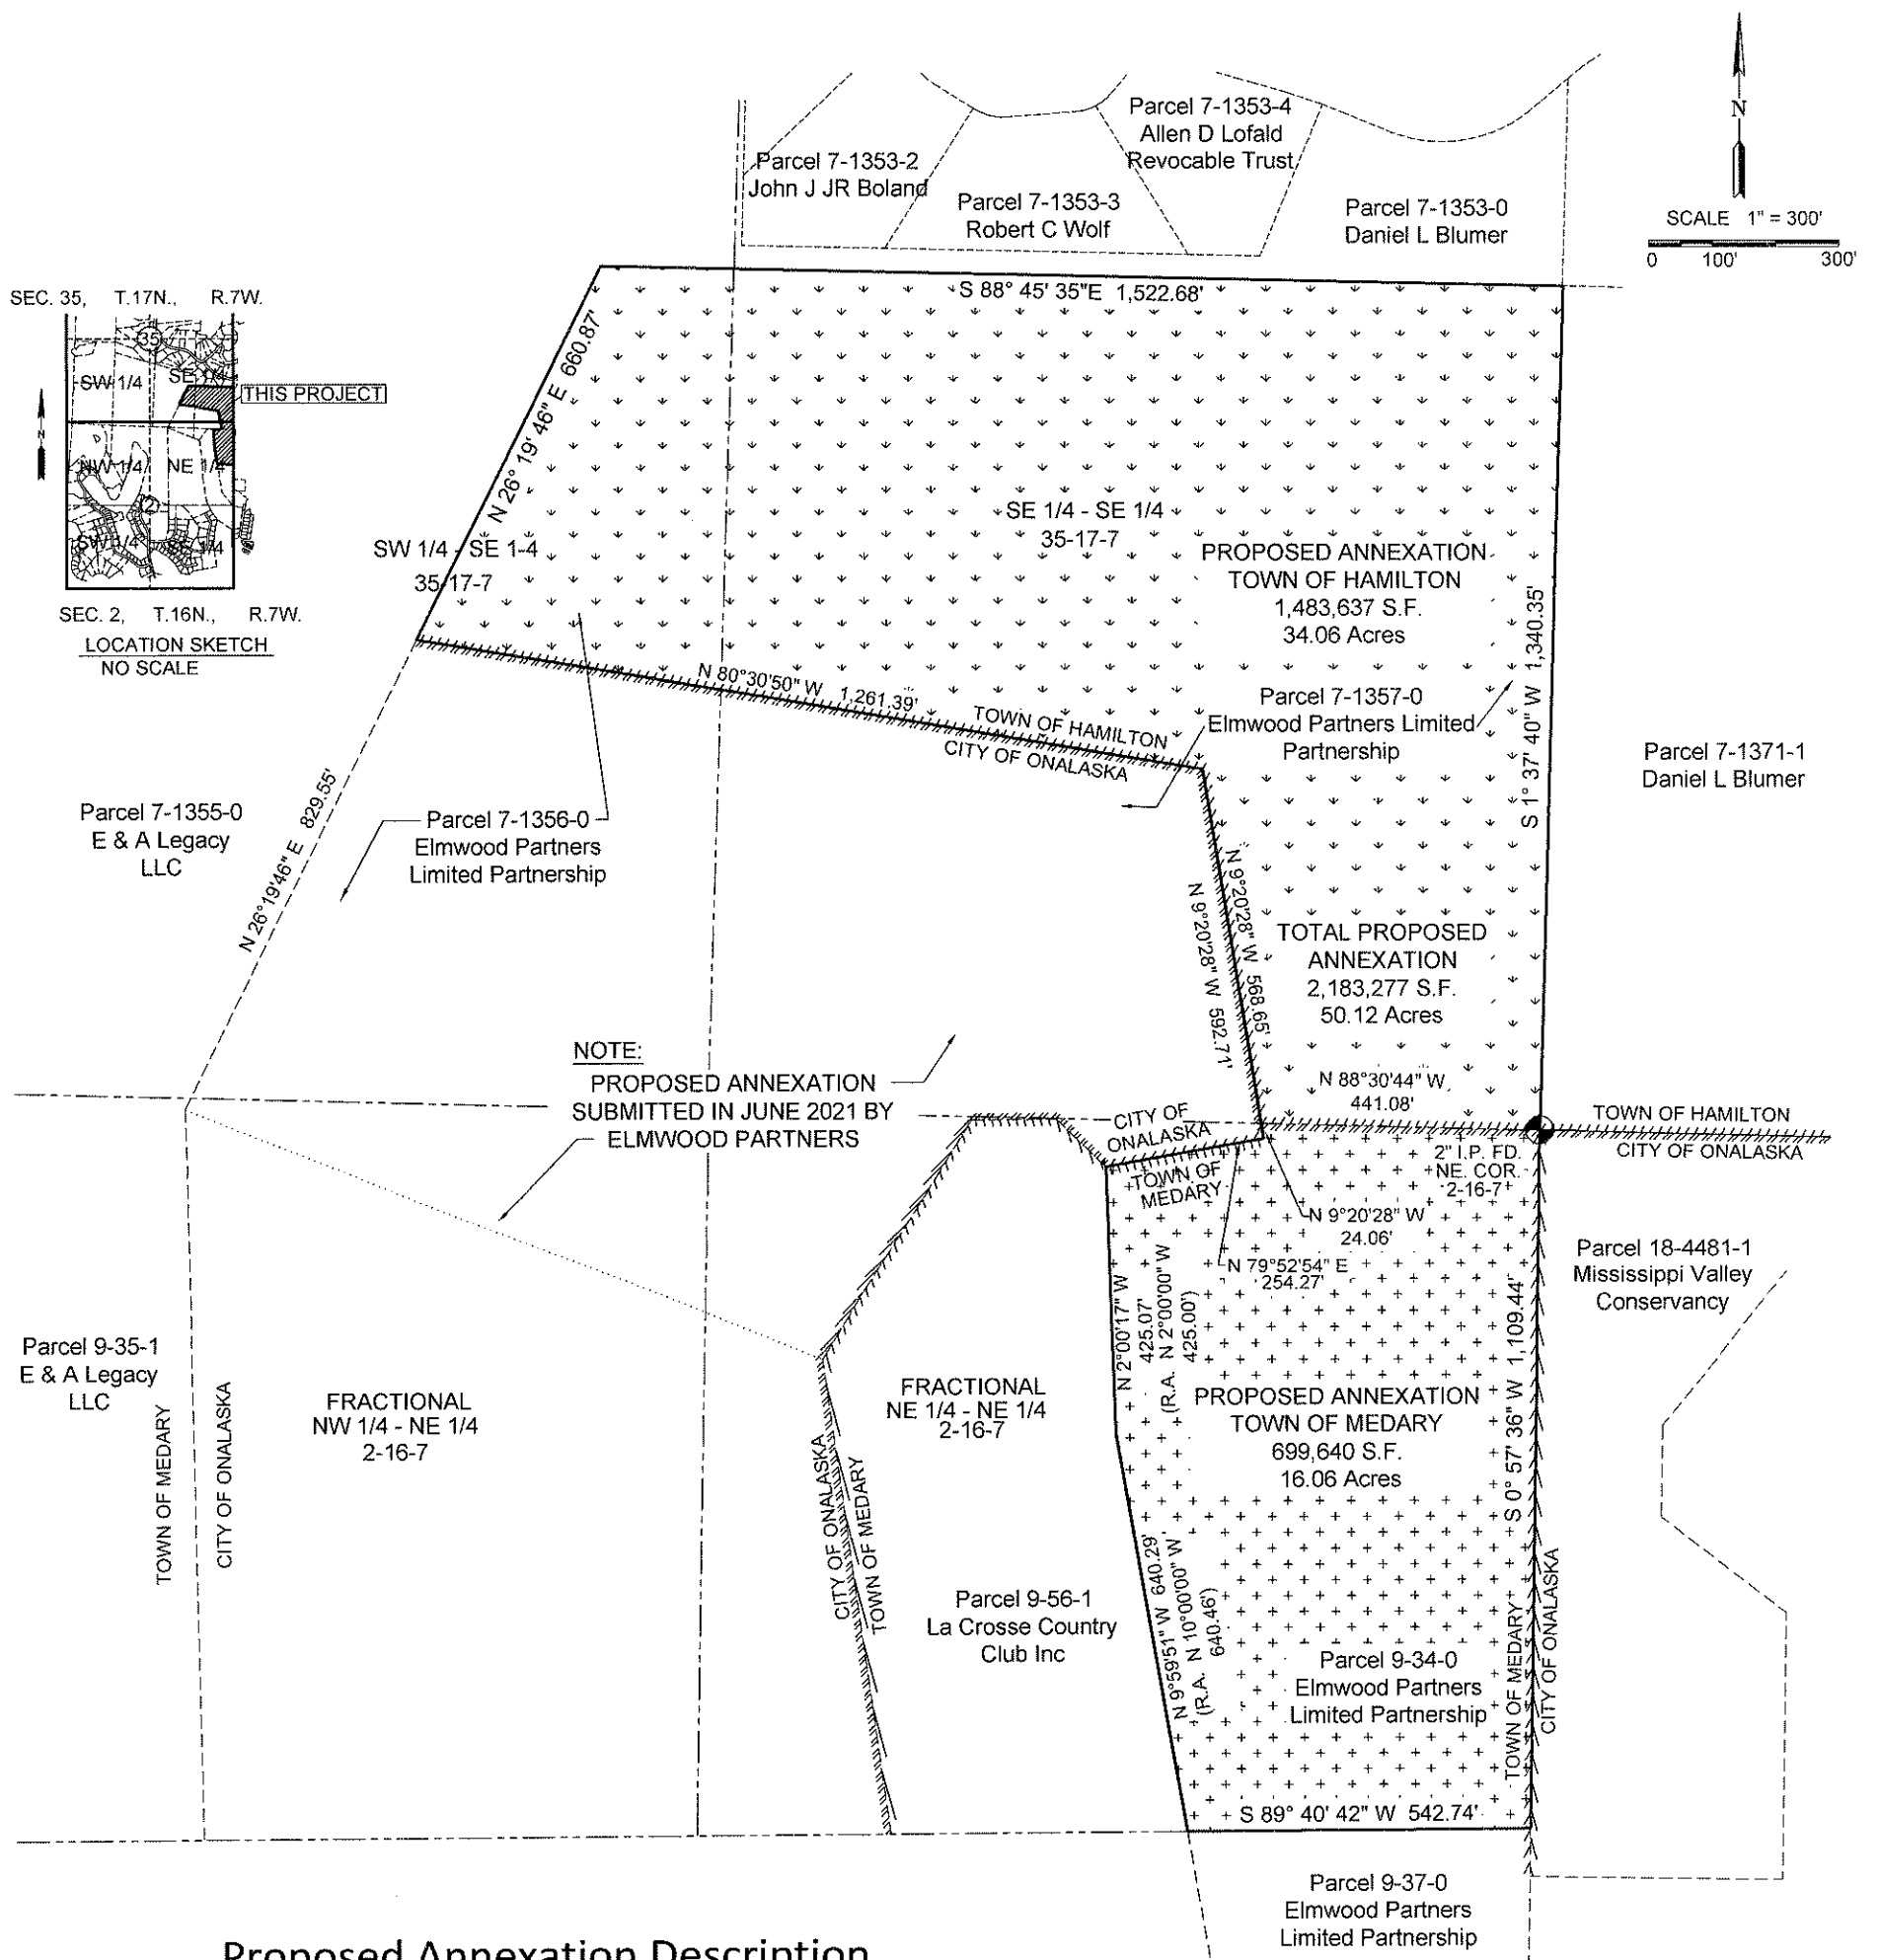 Parcel 7-1353-4
Allen D Lofald
Revocable Trust
Parcel 7-1353-2
John J JR Boland
Parcel 7-1353-3
Robert C Wolf
Parcel 7-1353-0
Daniel L Blumer
N
SCALE 1" = 300'
0 100' 300'
SEC. 35, T.17N., R.7W.
35
SW 1/4 SE 1/4
THIS PROJECT
N
NW 1/4 NE 1/4
2
SW 1/4 SE 1/4
SEC. 2, T.16N., R.7W.
LOCATION SKETCH
NO SCALE
S 88° 45' 35"E 1,522.68'
N 26° 19' 46" E 660.87'
SW 1/4 - SE 1-4
35-17-7
SE 1/4 - SE 1/4
35-17-7
PROPOSED ANNEXATION
TOWN OF HAMILTON
1,483,637 S.F.
34.06 Acres
S 1° 37' 40" W 1,340.35'
N 80°30'50" W 1,261.39'
TOWN OF HAMILTON
CITY OF ONALASKA
Parcel 7-1357-0
Elmwood Partners Limited
Partnership
Parcel 7-1371-1
Daniel L Blumer
Parcel 7-1355-0
E & A Legacy
LLC
N 26°19'46" E 829.55'
Parcel 7-1356-0
Elmwood Partners
Limited Partnership
N 9°20'28" W 568.65'
N 9°20'28" W 592.71'
TOTAL PROPOSED
ANNEXATION
2,183,277 S.F.
50.12 Acres
N 88°30'44" W
441.08'
NOTE:
PROPOSED ANNEXATION
SUBMITTED IN JUNE 2021 BY
ELMWOOD PARTNERS
CITY OF
ONALASKA
TOWN OF
MEDARY
TOWN OF HAMILTON
CITY OF ONALASKA
2" I.P. FD.
NE. COR.
2-16-7
N 9°20'28" W
24.06'
N 79°52'54" E
254.27'
Parcel 18-4481-1
Mississippi Valley
Conservancy
N 2°00'17" W
425.07'
(R.A. N 2°00'00" W
425.00')
S 0° 57' 36" W 1,109.44'
Parcel 9-35-1
E & A Legacy
LLC
TOWN OF MEDARY
CITY OF ONALASKA
FRACTIONAL
NW 1/4 - NE 1/4
2-16-7
FRACTIONAL
NE 1/4 - NE 1/4
2-16-7
CITY OF ONALASKA
TOWN OF MEDARY
PROPOSED ANNEXATION
TOWN OF MEDARY
699,640 S.F.
16.06 Acres
Parcel 9-56-1
La Crosse Country
Club Inc
N 9°59'51" W 640.29'
(R.A. N 10°00'00" W
640.46')
Parcel 9-34-0
Elmwood Partners
Limited Partnership
TOWN OF MEDARY
CITY OF ONALASKA
S 89° 40' 42" W 542.74'
Parcel 9-37-0
Elmwood Partners
Limited Partnership
Proposed Annexation Description